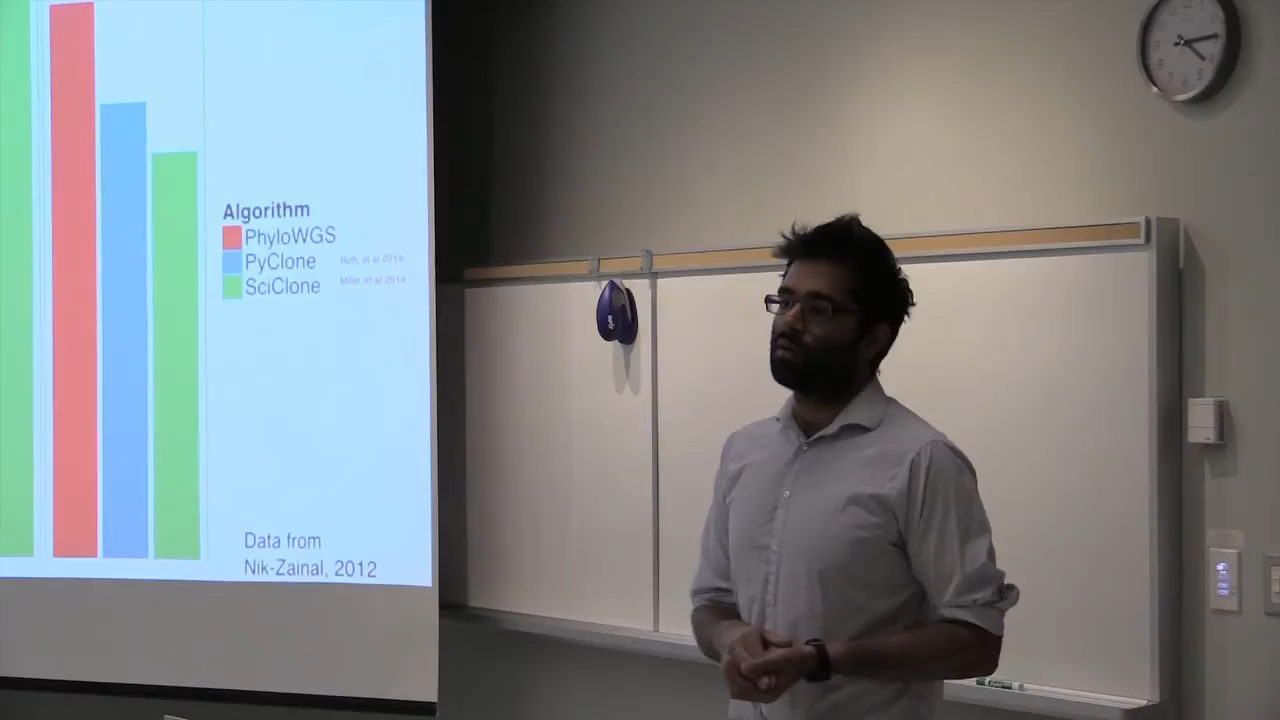 Algorithm
PhyloWGS
PyClone Roth, et al 2014
SciClone Miller, et al 2014
Data from
Nik-Zainal, 2012